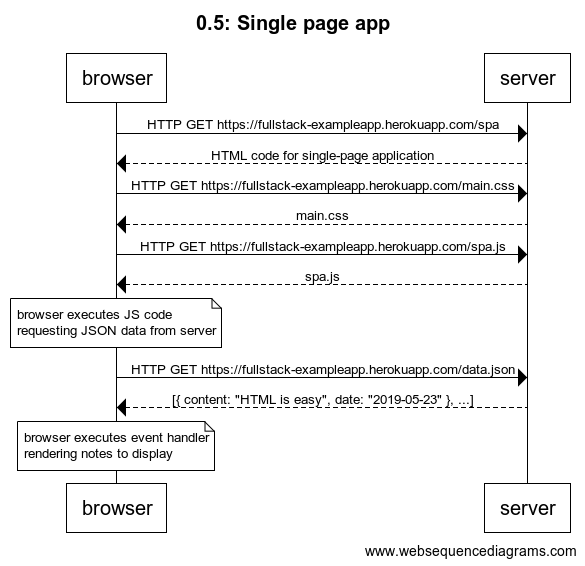 0.5: Single page app
browser
server
HTTP GET https://fullstack-exampleapp.herokuapp.com/spa
HTML code for single-page application
HTTP GET https://fullstack-exampleapp.herokuapp.com/main.css
main.css
HTTP GET https://fullstack-exampleapp.herokuapp.com/spa.js
spa.js
browser executes JS code
requesting JSON data from server
HTTP GET https://fullstack-exampleapp.herokuapp.com/data.json
[{ content: "HTML is easy", date: "2019-05-23" }, ...]
browser executes event handler
rendering notes to display
browser
server
www.websequencediagrams.com